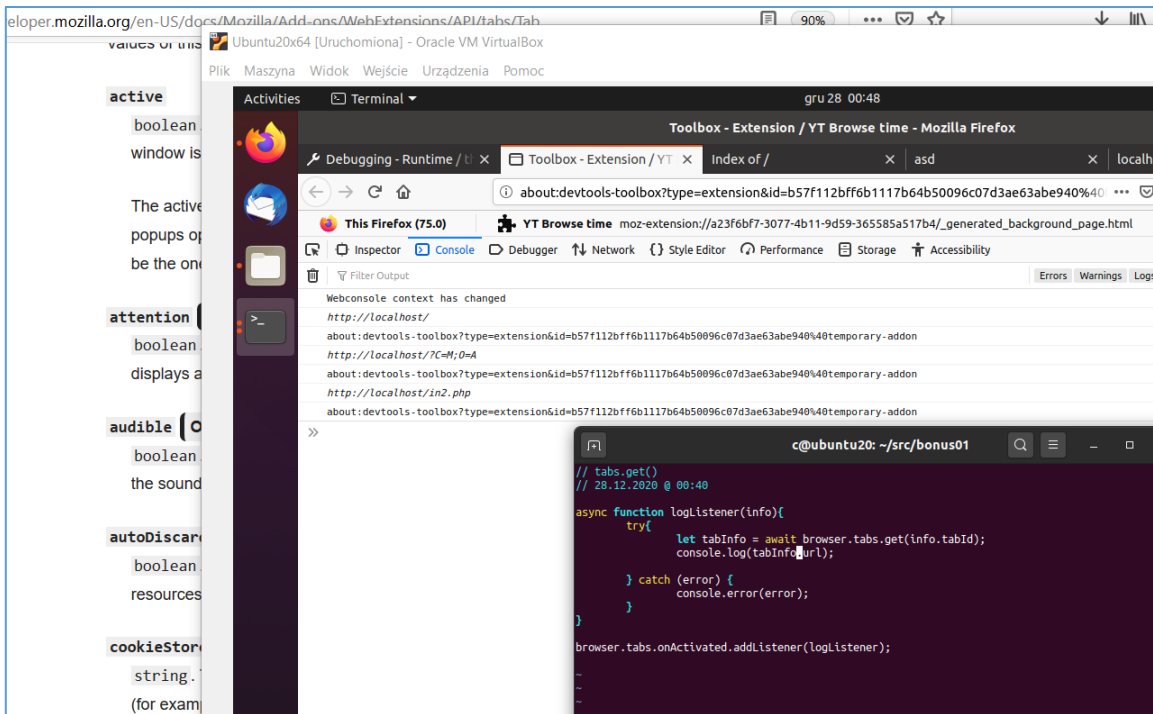 eloper.mozilla.org/en-US/docs/Mozilla/Add-ons/WebExtensions/API/tabs/Tab
90%
values of this
active
boolean.
window is
The active
popups op
be the one
attention
boolean.
displays a
audible
boolean.
the sound
autoDiscar
boolean.
resources
cookieStor
string.
(for examp
Ubuntu20x64 [Uruchomiona] - Oracle VM VirtualBox
Plik Maszyna Widok Wejście Urządzenia Pomoc
Activities Terminal gru 28 00:48
Toolbox - Extension / YT Browse time - Mozilla Firefox
Debugging - Runtime / th Toolbox - Extension / YT Index of / asd localh
about:devtools-toolbox?type=extension&id=b57f112bff6b1117b64b50096c07d3ae63abe940%40
This Firefox (75.0) YT Browse time moz-extension://a23f6bf7-3077-4b11-9d59-365585a517b4/_generated_background_page.html
Inspector Console Debugger Network {} Style Editor Performance Storage Accessibility
Filter Output Errors Warnings Logs
Webconsole context has changed
http://localhost/
about:devtools-toolbox?type=extension&id=b57f112bff6b1117b64b50096c07d3ae63abe940%40temporary-addon
http://localhost/?C=M;O=A
about:devtools-toolbox?type=extension&id=b57f112bff6b1117b64b50096c07d3ae63abe940%40temporary-addon
http://localhost/in2.php
about:devtools-toolbox?type=extension&id=b57f112bff6b1117b64b50096c07d3ae63abe940%40temporary-addon
»
c@ubuntu20: ~/src/bonus01
// tabs.get()
// 28.12.2020 @ 00:40
async function logListener(info){
try{
let tabInfo = await browser.tabs.get(info.tabId);
console.log(tabInfo.url);
} catch (error) {
console.error(error);
}
}
browser.tabs.onActivated.addListener(logListener);
~
~
~